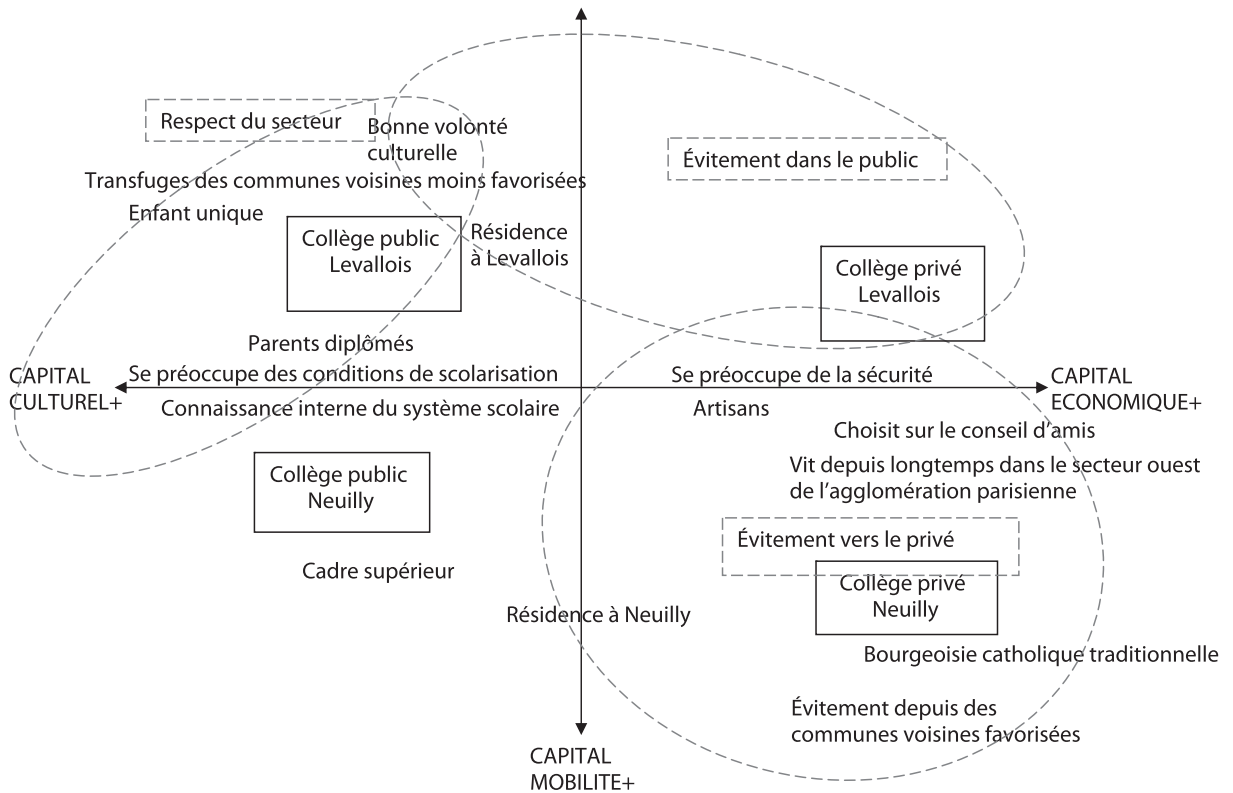 Respect du secteur
Bonne volonté
culturelle
Évitement dans le public
Transfuges des communes voisines moins favorisées
Enfant unique
Collège public
Levallois
Résidence
à Levallois
Collège privé
Levallois
Parents diplômés
CAPITAL
CULTUREL+
Se préoccupe des conditions de scolarisation
Se préoccupe de la sécurité
CAPITAL
ECONOMIQUE+
Connaissance interne du système scolaire
Artisans
Choisit sur le conseil d’amis
Collège public
Neuilly
Vit depuis longtemps dans le secteur ouest
de l’agglomération parisienne
Évitement vers le privé
Cadre supérieur
Collège privé
Neuilly
Résidence à Neuilly
Bourgeoisie catholique traditionnelle
Évitement depuis des
communes voisines favorisées
CAPITAL
MOBILITE+